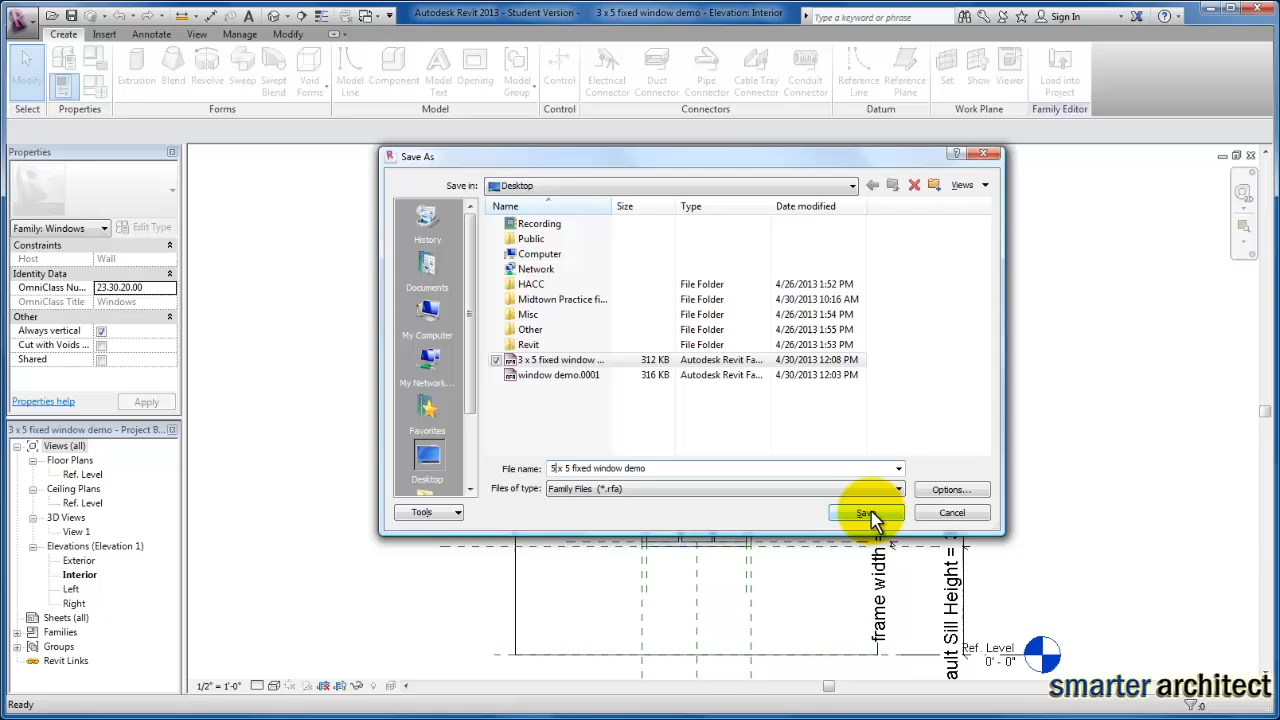 Autodesk Revit 2013 - Student Version - 3 x 5 fixed window demo - Elevation: Interior
Type a keyword or phrase
Sign In
Create Insert Annotate View Manage Modify
Modify
Extrusion Blend Revolve Sweep Swept Blend Void Forms
Model Line Component Model Text Opening Model Group
Control
Electrical Connector Duct Connector Pipe Connector Cable Tray Connector Conduit Connector
Reference Line Reference Plane
Set Show Viewer
Load into Project
Select Properties Forms Model Control Connectors Datum Work Plane Family Editor
Properties
Family: Windows
Edit Type
Constraints
Host Wall
Identity Data
OmniClass Nu... 23.30.20.00
OmniClass Title Windows
Other
Always vertical
Cut with Voids ...
Shared
Properties help
Apply
3 x 5 fixed window demo - Project B...
Views (all)
Floor Plans
Ref. Level
Ceiling Plans
Ref. Level
3D Views
View 1
Elevations (Elevation 1)
Exterior
Interior
Left
Right
Sheets (all)
Families
Groups
Revit Links
Save As
Save in: Desktop
Views
Name Size Type Date modified
History
Documents
My Computer
My Network...
Favorites
Desktop
Recording
Public
Computer
Network
HACC File Folder 4/26/2013 1:52 PM
Midtown Practice fi... File Folder 4/30/2013 10:16 AM
Misc File Folder 4/26/2013 1:54 PM
Other File Folder 4/26/2013 1:55 PM
Revit File Folder 4/26/2013 1:53 PM
3 x 5 fixed window ... 312 KB Autodesk Revit Fa... 4/30/2013 12:08 PM
window demo.0001 316 KB Autodesk Revit Fa... 4/30/2013 12:03 PM
File name: 5 x 5 fixed window demo
Files of type: Family Files (*.rfa)
Options...
Tools
Save
Cancel
frame width =
ault Sill Height =
Ref. Level
0' - 0"
1/2" = 1'-0"
Ready
:0
smarter architect